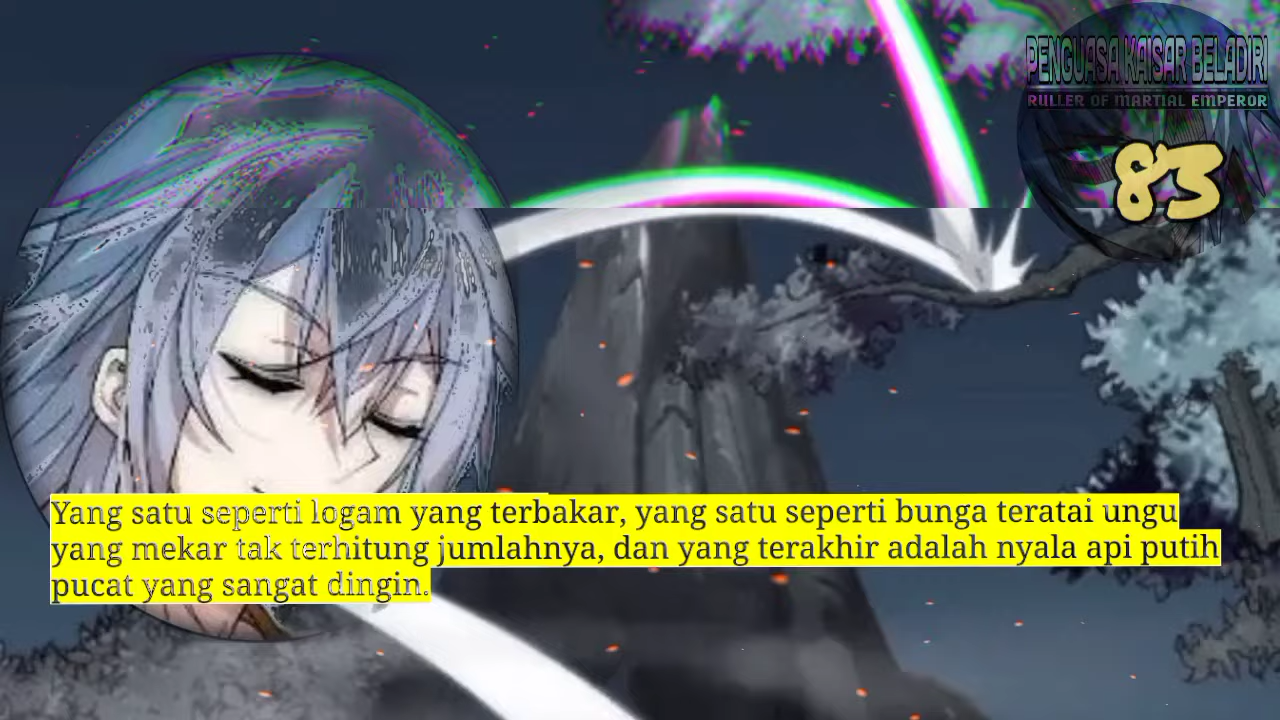 PENGUASA KAISAR BELADIRI
RULLER OF MARTIAL EMPEROR
83
Yang satu seperti logam yang terbakar, yang satu seperti bunga teratai ungu
yang mekar tak terhitung jumlahnya, dan yang terakhir adalah nyala api putih
pucat yang sangat dingin.